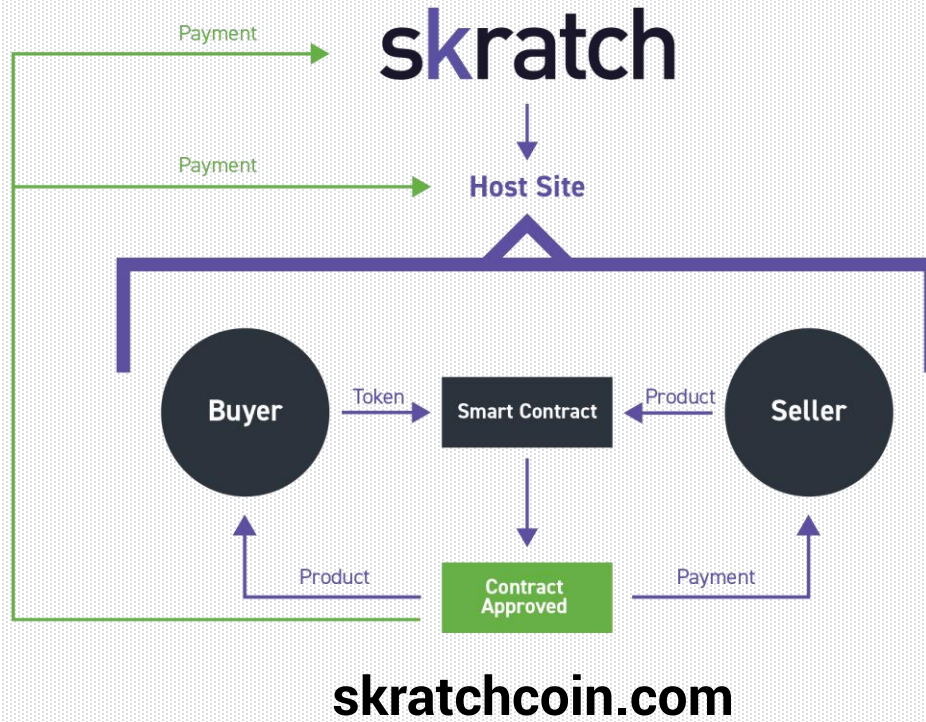 Payment
skratch
Payment
Host Site
Buyer
Token
Smart Contract
Product
Seller
Product
Contract
Approved
Payment
skratchcoin.com